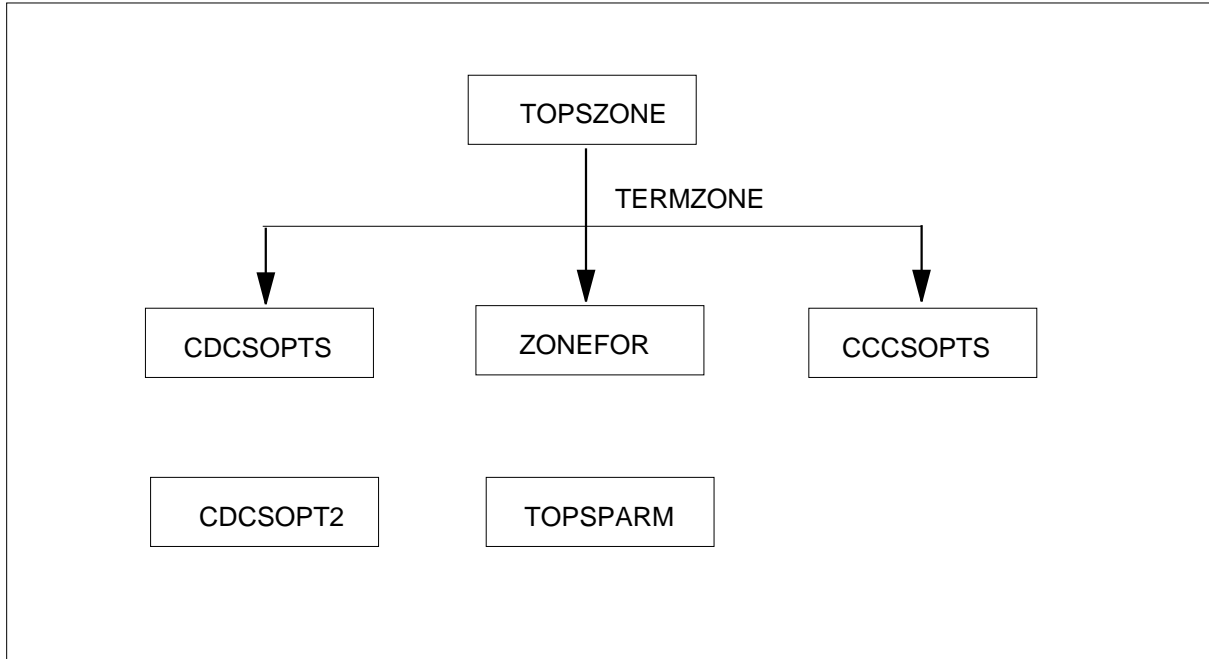 TOPSZONE
TERMZONE
CDCSOPTS
ZONEFOR
CCCSOPTS
CDCSOPT2
TOPSPARM